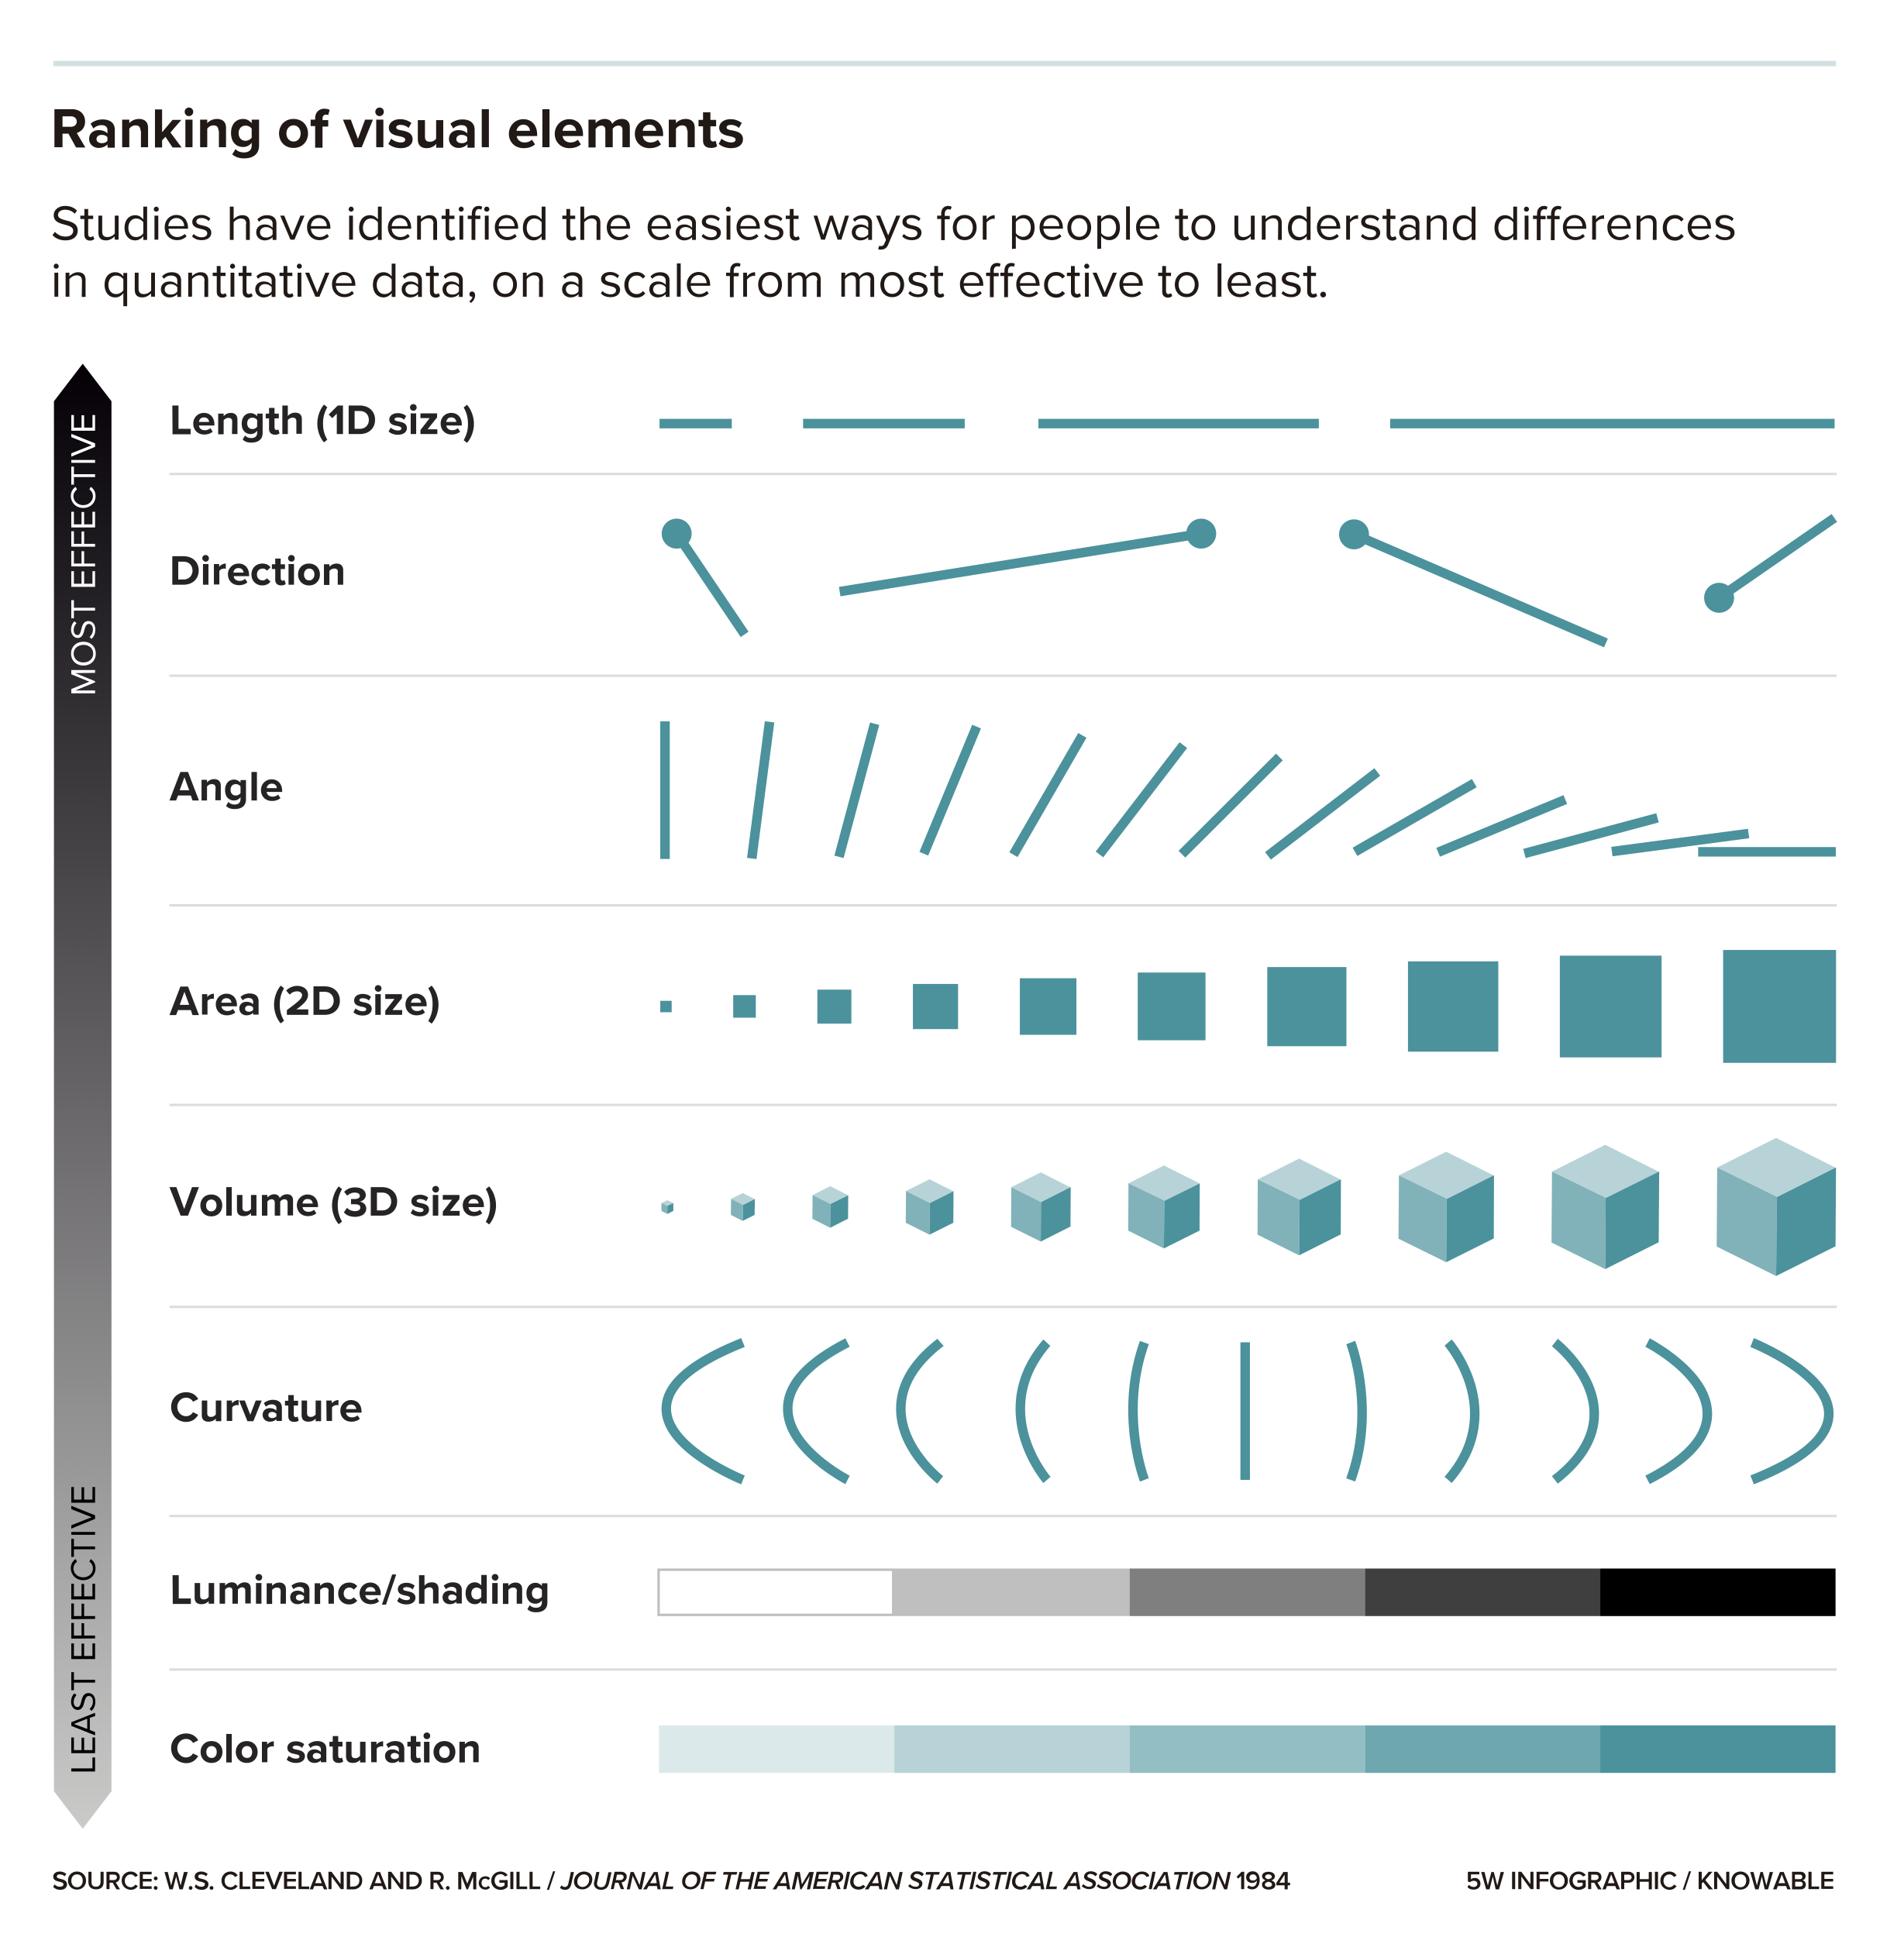 Ranking of visual elements
Studies have identified the easiest ways for people to understand differences
in quantitative data, on a scale from most effective to least.
MOST EFFECTIVE
Length (1D size)
Direction
Angle
Area (2D size)
Volume (3D size)
Curvature
Luminance/shading
Color saturation
LEAST EFFECTIVE
SOURCE: W.S. CLEVELAND AND R. McGILL / JOURNAL OF THE AMERICAN STATISTICAL ASSOCIATION 1984
5W INFOGRAPHIC / KNOWABLE